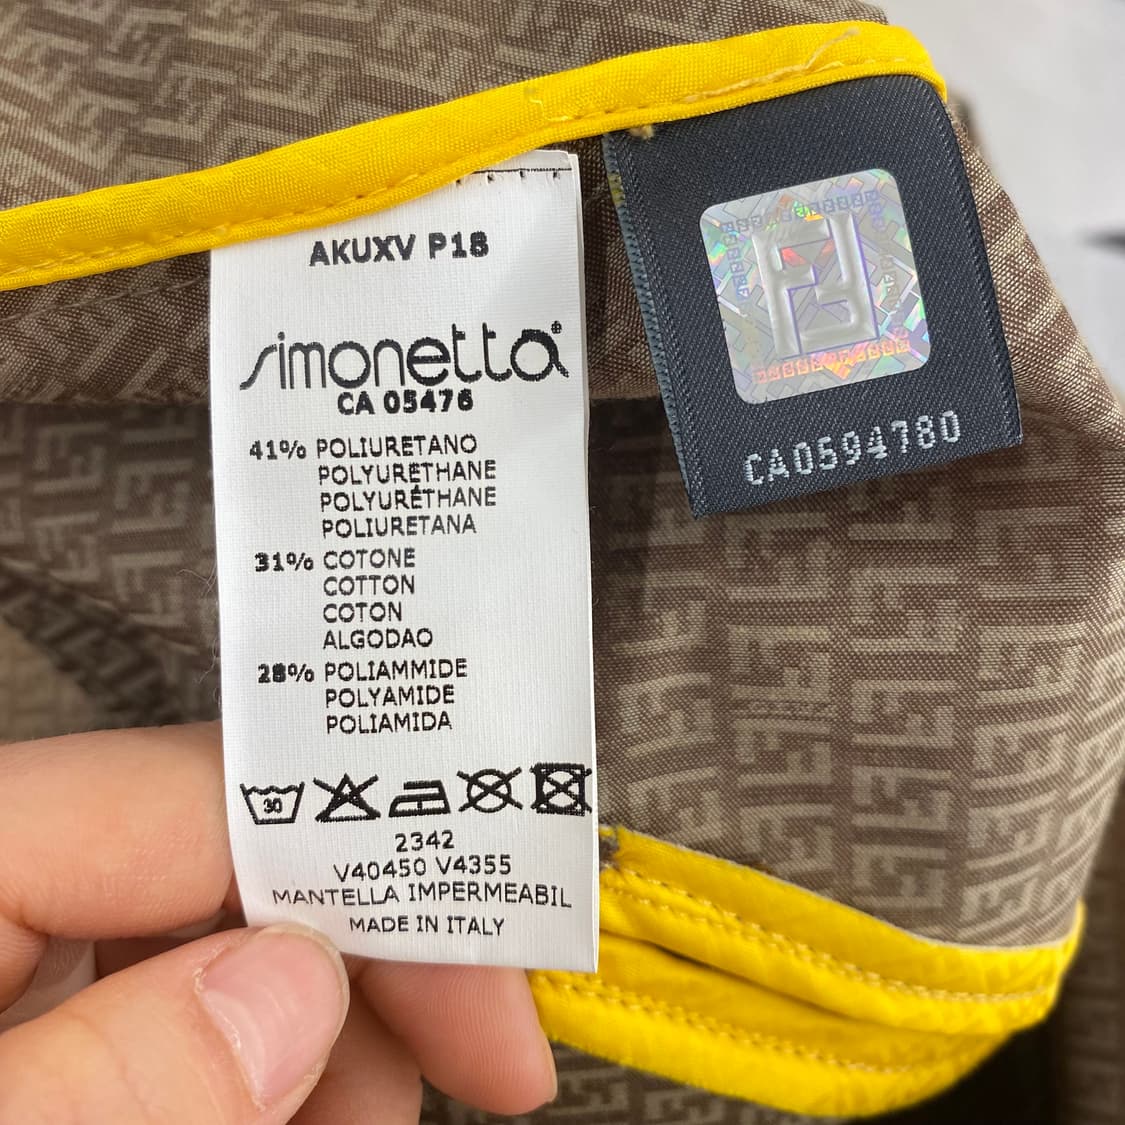 AKUXV P18
simonetta
CA 05476
41% POLIURETANO
POLYURETHANE
POLYURÉTHANE
POLIURETANA
31% COTONE
COTTON
COTON
ALGODAO
28% POLIAMMIDE
POLYAMIDE
POLIAMIDA
30
2342
V40450 V4355
MANTELLA IMPERMEABIL
MADE IN ITALY
CA0594780